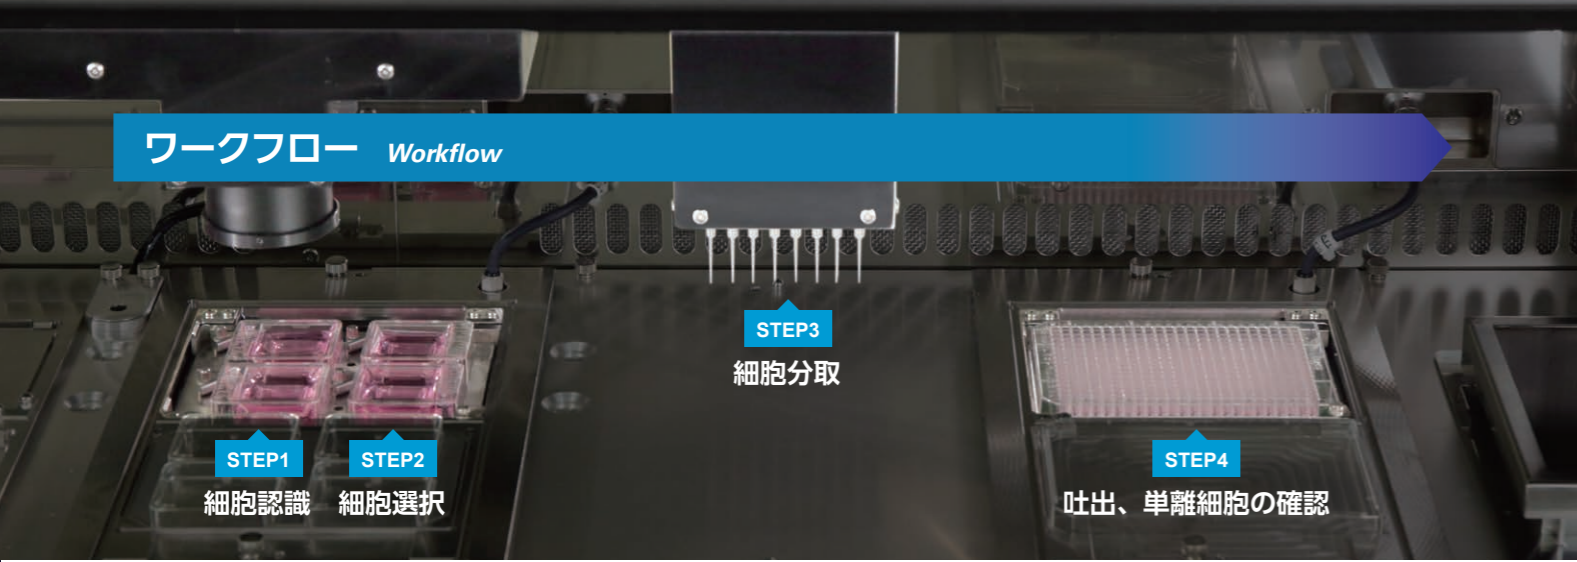 ワークフロー Workflow
STEP3
細胞分取
STEP1
細胞認識
STEP2
細胞選択
STEP4
吐出、単離細胞の確認